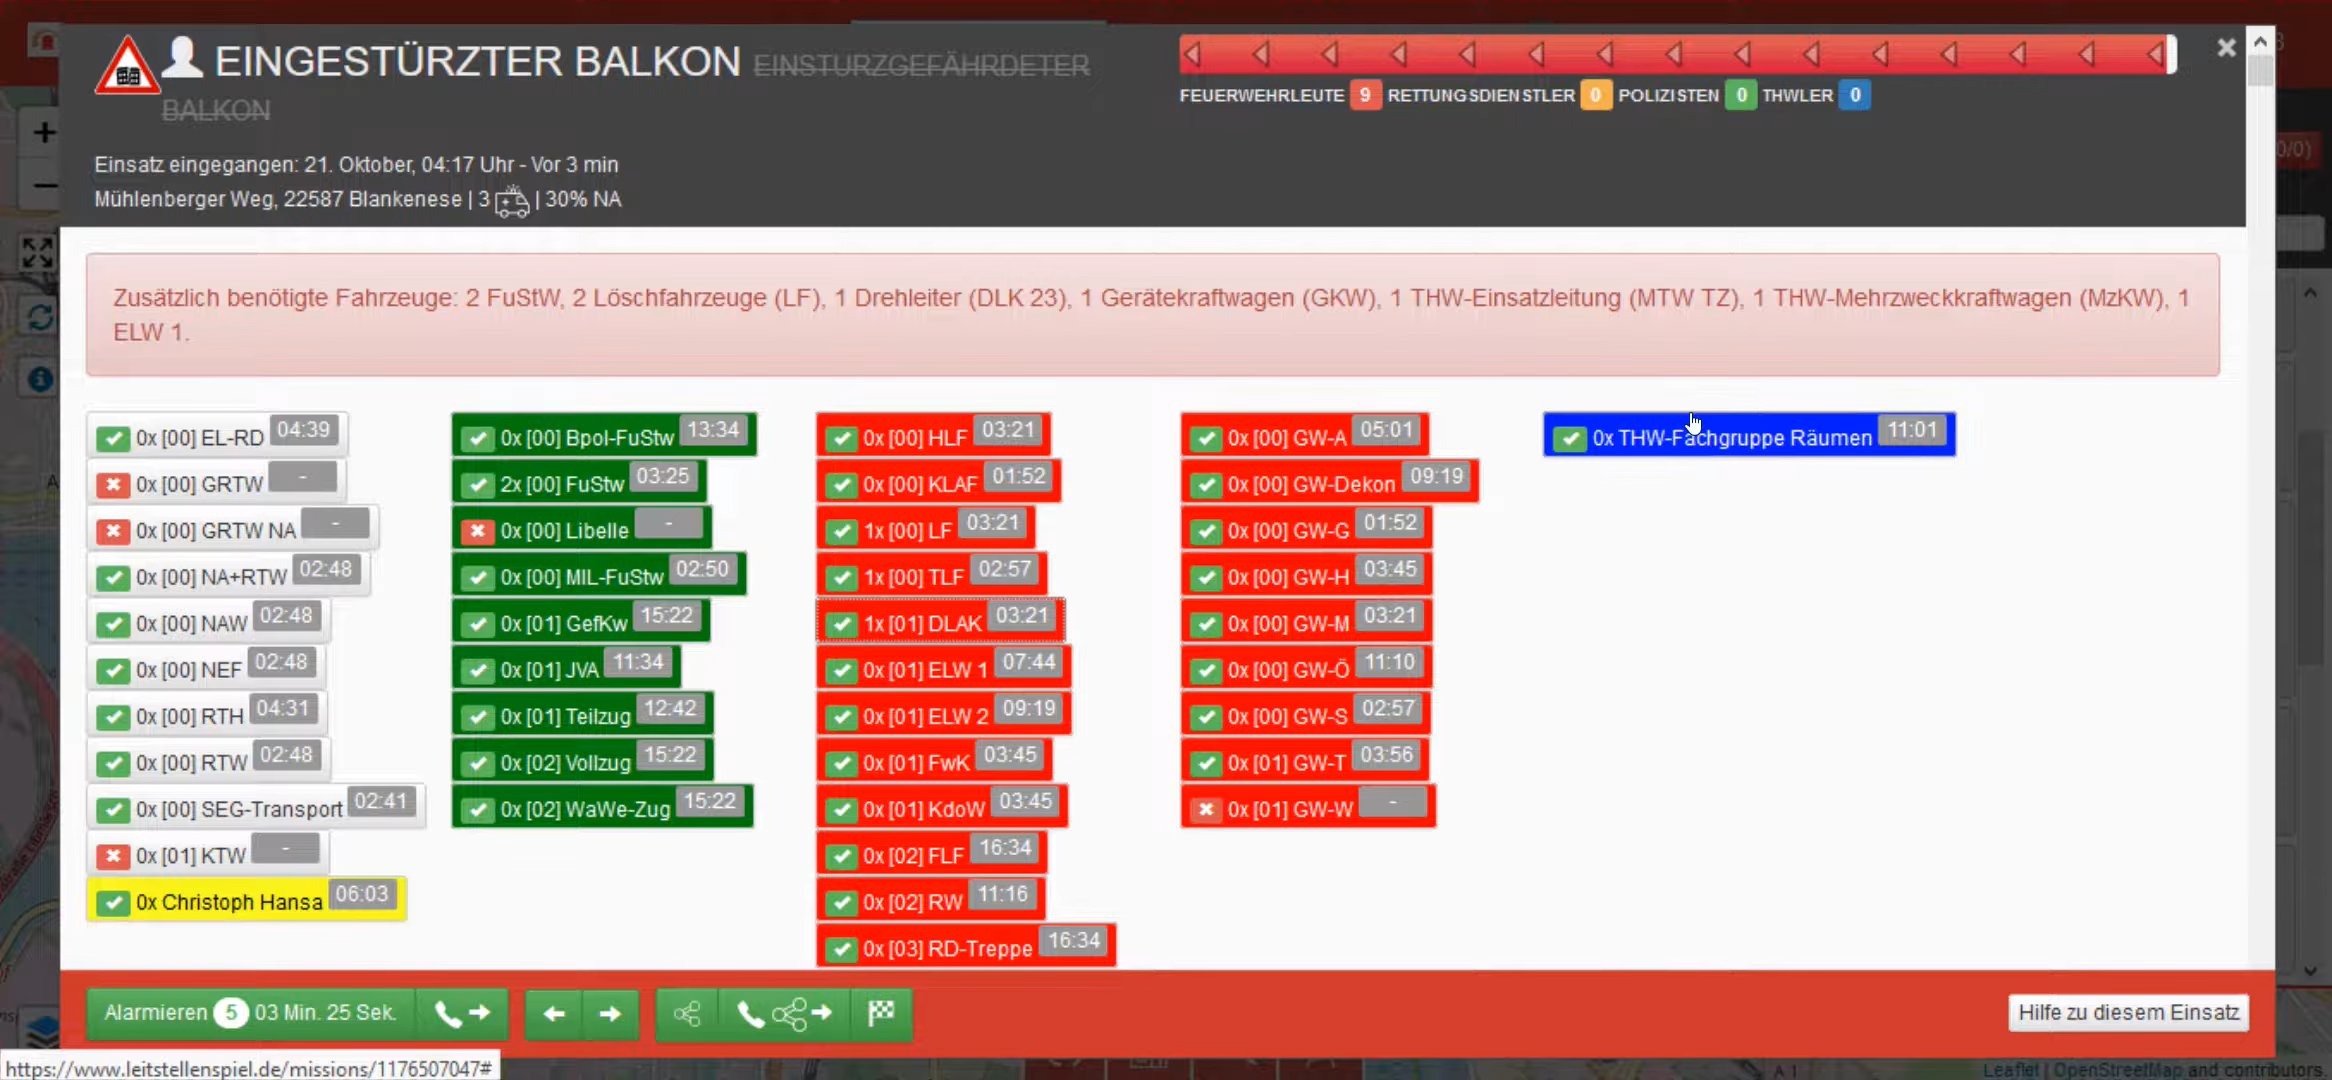 EINGESTÜRZTER BALKON EINSTURZGEFÄHRDETER
BALKON
FEUERWEHRLEUTE 9 RETTUNGSDIENSTLER 0 POLIZISTEN 0 THWLER 0
Einsatz eingegangen: 21. Oktober, 04:17 Uhr - Vor 3 min
Mühlenberger Weg, 22587 Blankenese | 3 | 30% NA
Zusätzlich benötigte Fahrzeuge: 2 FuStW, 2 Löschfahrzeuge (LF), 1 Drehleiter (DLK 23), 1 Gerätekraftwagen (GKW), 1 THW-Einsatzleitung (MTW TZ), 1 THW-Mehrzweckkraftwagen (MzKW), 1
ELW 1.
0x [00] EL-RD 04:39
0x [00] GRTW -
0x [00] GRTW NA -
0x [00] NA+RTW 02:48
0x [00] NAW 02:48
0x [00] NEF 02:48
0x [00] RTH 04:31
0x [00] RTW 02:48
0x [00] SEG-Transport 02:41
0x [01] KTW -
0x Christoph Hansa 06:03
0x [00] Bpol-FuStw 13:34
2x [00] FuStw 03:25
0x [00] Libelle -
0x [00] MIL-FuStw 02:50
0x [01] GefKw 15:22
0x [01] JVA 11:34
0x [01] Teilzug 12:42
0x [02] Vollzug 15:22
0x [02] WaWe-Zug 15:22
0x [00] HLF 03:21
0x [00] KLAF 01:52
1x [00] LF 03:21
1x [00] TLF 02:57
1x [01] DLAK 03:21
0x [01] ELW 1 07:44
0x [01] ELW 2 09:19
0x [01] FwK 03:45
0x [01] KdoW 03:45
0x [02] FLF 16:34
0x [02] RW 11:16
0x [03] RD-Treppe 16:34
0x [00] GW-A 05:01
0x [00] GW-Dekon 09:19
0x [00] GW-G 01:52
0x [00] GW-H 03:45
0x [00] GW-M 03:21
0x [00] GW-Ö 11:10
0x [00] GW-S 02:57
0x [01] GW-T 03:56
0x [01] GW-W -
0x THW-Fachgruppe Räumen 11:01
Alarmieren 5 03 Min. 25 Sek.
Hilfe zu diesem Einsatz
https://www.leitstellenspiel.de/missions/1176507047#
Leaflet | OpenStreetMap and contributors